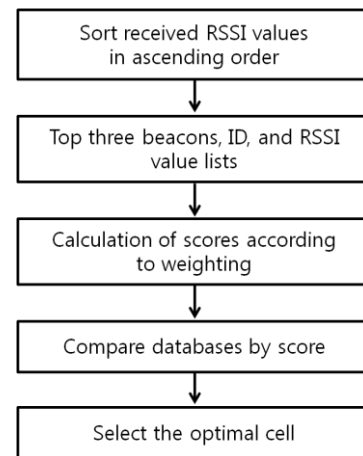 Sort received RSSI values
in ascending order
Top three beacons, ID, and RSSI
value lists
Calculation of scores according
to weighting
Compare databases by score
Select the optimal cell